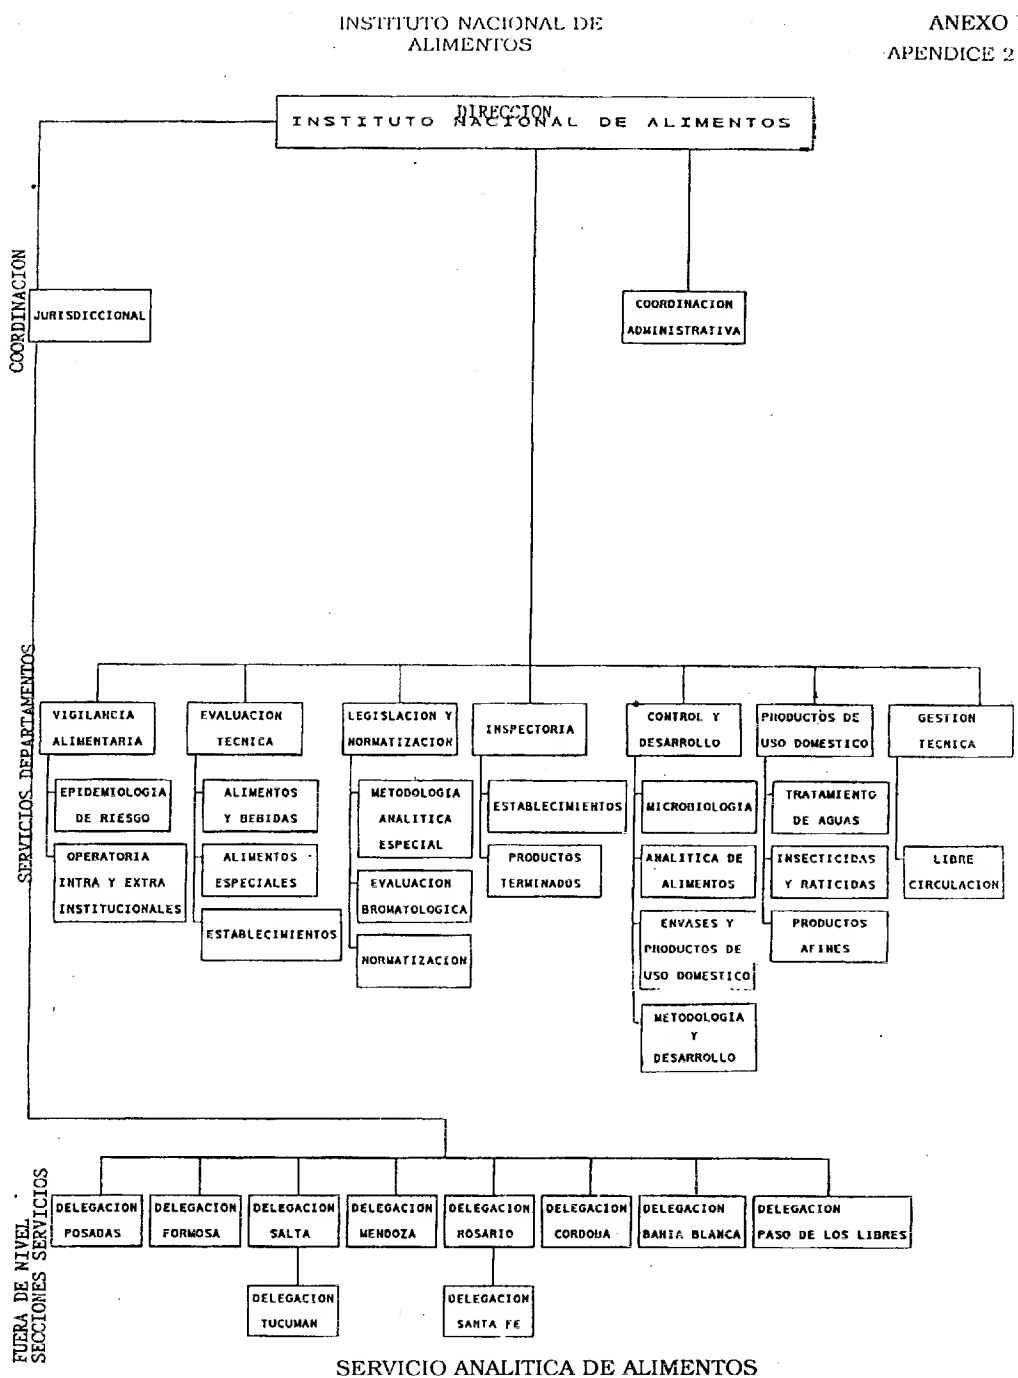 INSTITUTO NACIONAL DE
ALIMENTOS
ANEXO
APENDICE 2
DIRECCION
INSTITUTO NACIONAL DE ALIMENTOS
COORDINACION
JURISDICCIONAL
COORDINACION
ADMINISTRATIVA
SERVICIOS DEPARTAMENTOS
VIGILANCIA
ALIMENTARIA
EPIDEMIOLOGIA
DE RIESGO
OPERATORIA
INTRA Y EXTRA
INSTITUCIONALES
EVALUACION
TECNICA
ALIMENTOS
Y BEBIDAS
ALIMENTOS
ESPECIALES
ESTABLECIMIENTOS
LEGISLACION Y
NORMATIZACION
METODOLOGIA
ANALITICA
ESPECIAL
EVALUACION
BROMATOLOGICA
NORMATIZACION
INSPECTORIA
ESTABLECIMIENTOS
PRODUCTOS
TERMINADOS
CONTROL Y
DESARROLLO
MICROBIOLOGIA
ANALITICA DE
ALIMENTOS
ENVASES Y
PRODUCTOS DE
USO DOMESTICO
METODOLOGIA
Y
DESARROLLO
PRODUCTOS DE
USO DOMESTICO
TRATAMIENTO
DE AGUAS
INSECTICIDAS
Y RATICIDAS
PRODUCTOS
AFINES
GESTION
TECNICA
LIBRE
CIRCULACION
FUERA DE NIVEL
SECCIONES SERVICIOS
DELEGACION
POSADAS
DELEGACION
FORMOSA
DELEGACION
SALTA
DELEGACION
MENDOZA
DELEGACION
ROSARIO
DELEGACION
CORDOBA
DELEGACION
BAHIA BLANCA
DELEGACION
PASO DE LOS LIBRES
DELEGACION
TUCUMAN
DELEGACION
SANTA FE
SERVICIO ANALITICA DE ALIMENTOS